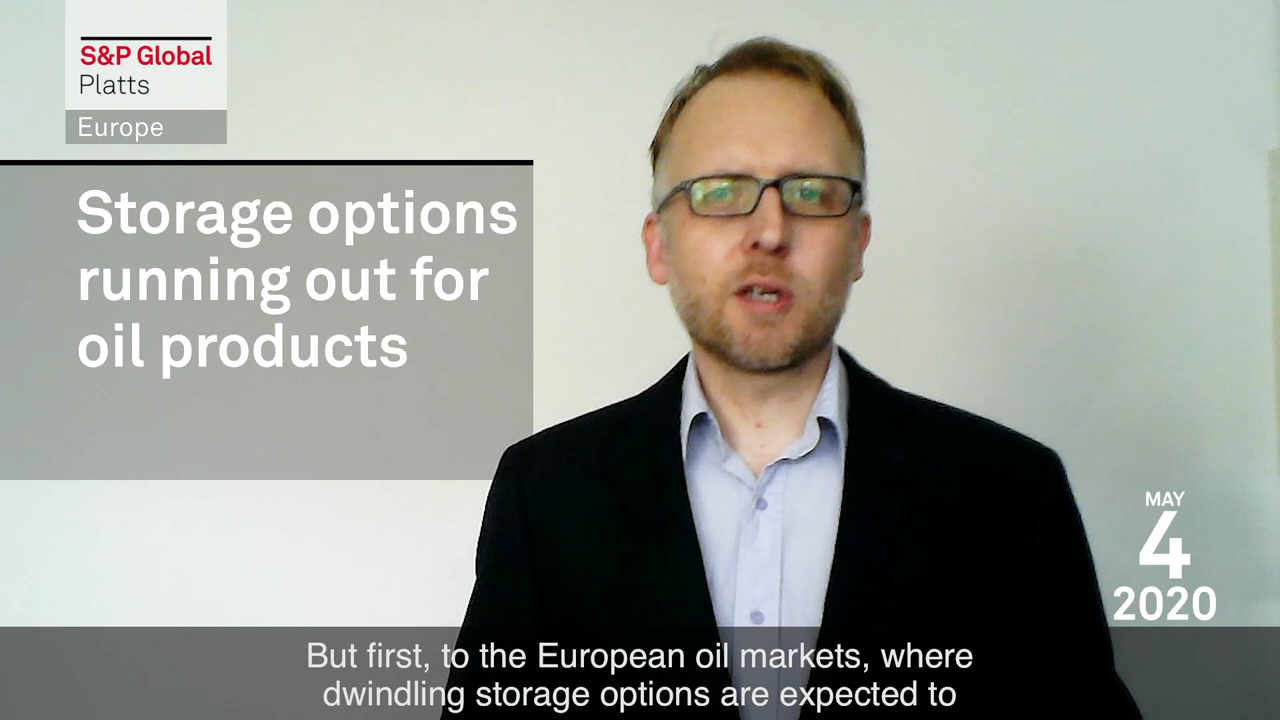 S&P Global
Platts
Europe
Storage options
running out for
oil products
MAY
4
2020
But first, to the European oil markets, where
dwindling storage options are expected to